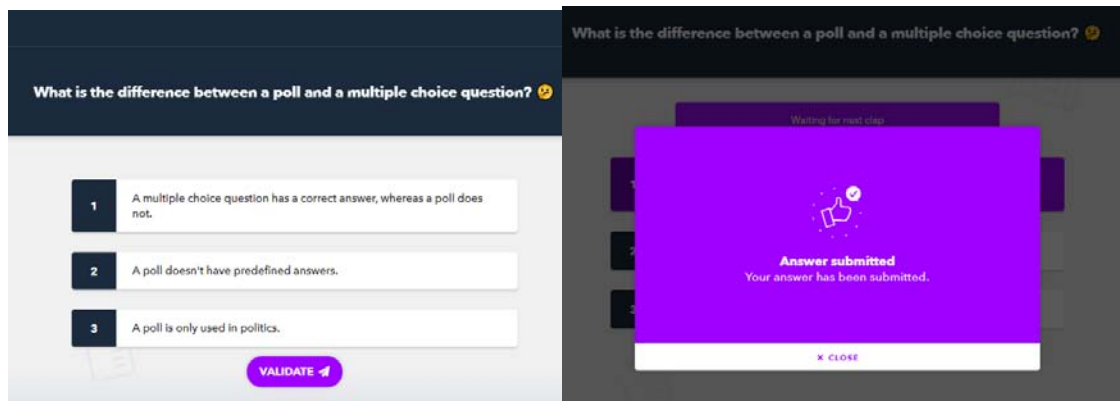 What is the difference between a poll and a multiple choice question? 🤔
1
A multiple choice question has a correct answer, whereas a poll does
not.
2
A poll doesn't have predefined answers.
3
A poll is only used in politics.
VALIDATE
What is the difference between a poll and a multiple choice question? 🤔
Waiting for next clap
1
2
3
Answer submitted
Your answer has been submitted.
× CLOSE